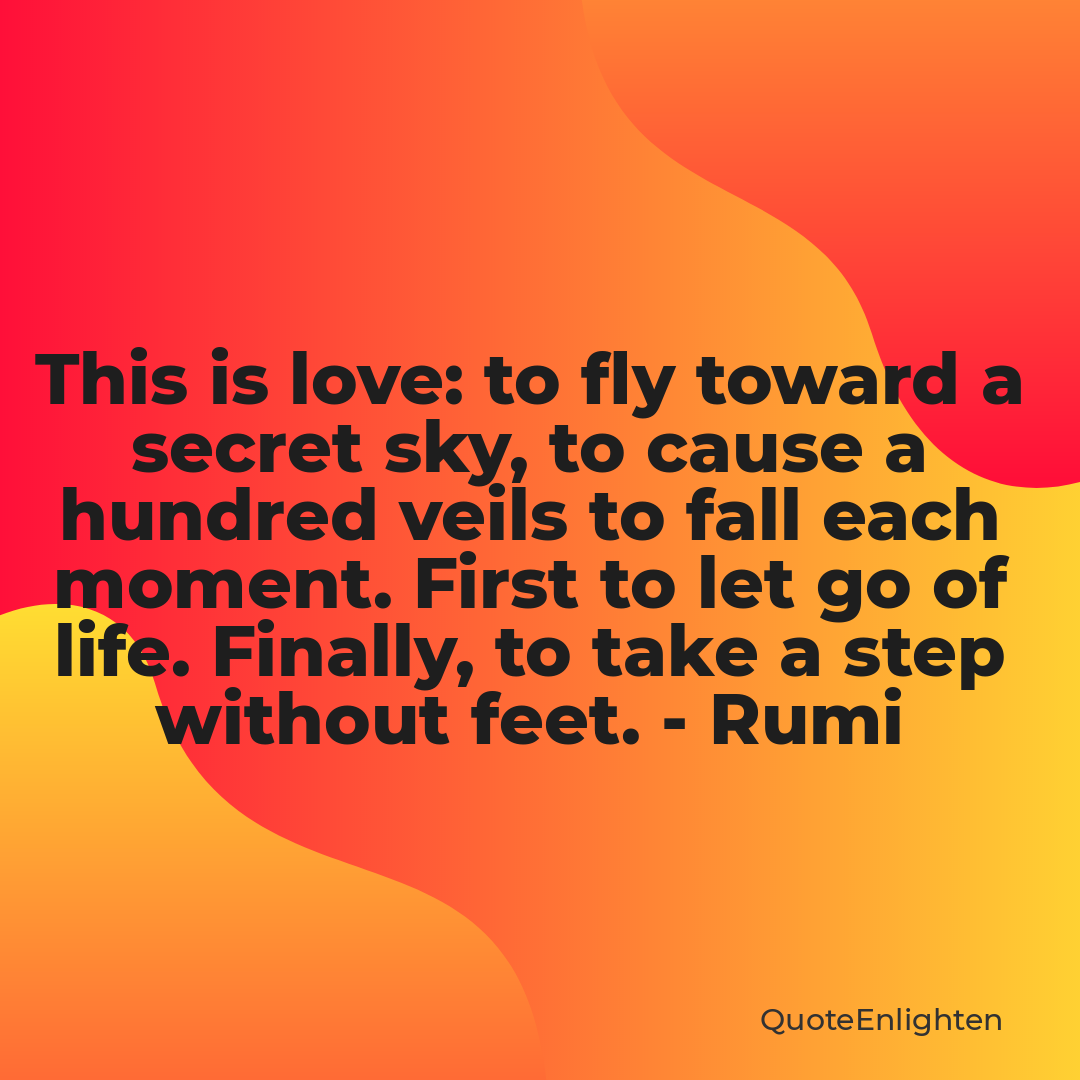 This is love: to fly toward a
secret sky, to cause a
hundred veils to fall each
moment. First to let go of
life. Finally, to take a step
without feet. - Rumi
QuoteEnlighten